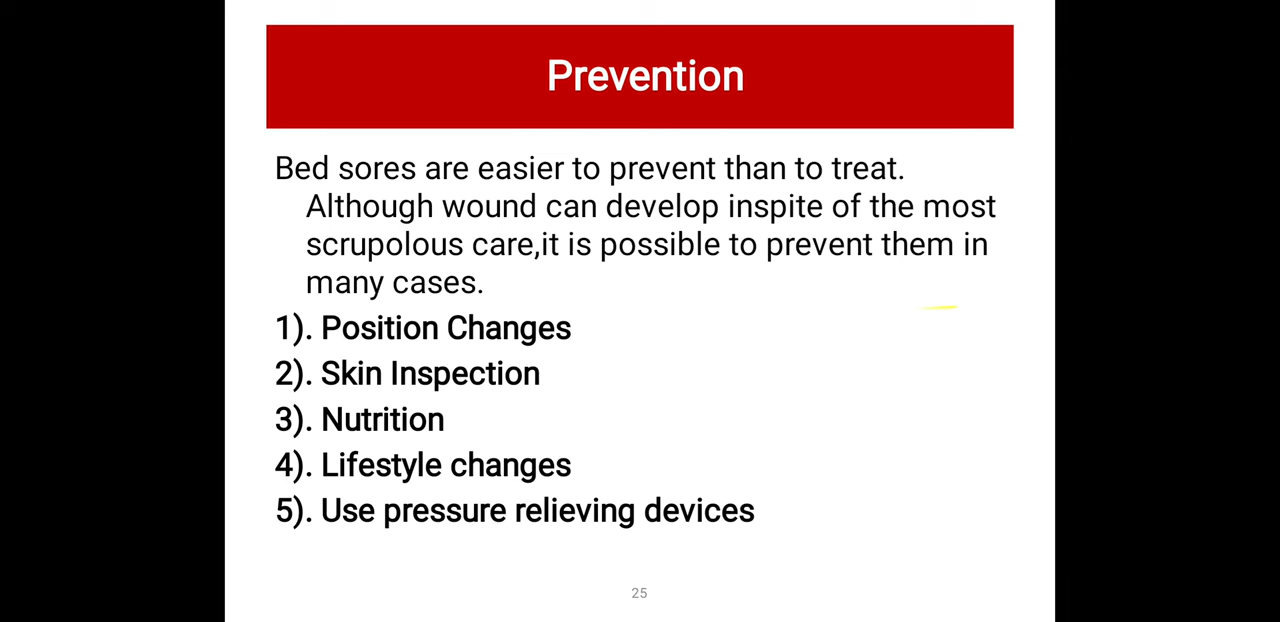 Prevention
Bed sores are easier to prevent than to treat.
Although wound can develop inspite of the most
scrupolous care,it is possible to prevent them in
many cases.
1). Position Changes
2). Skin Inspection
3). Nutrition
4). Lifestyle changes
5). Use pressure relieving devices
25